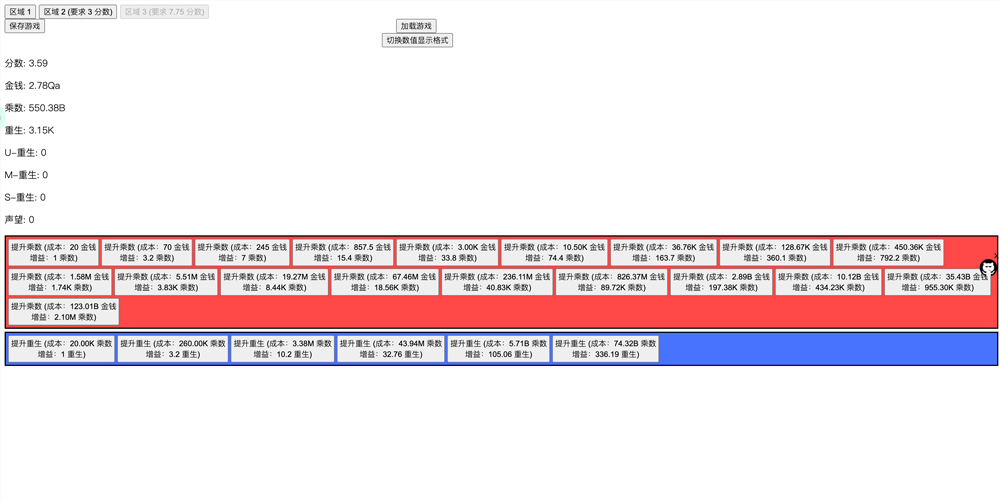 区域 1 区域 2 (要求 3 分数) 区域 3 (要求 7.75 分数)
保存游戏 加载游戏
切换数值显示格式
分数: 3.59
金钱: 2.78Qa
乘数: 550.38B
重生: 3.15K
U-重生: 0
M-重生: 0
S-重生: 0
声望: 0
提升乘数 (成本: 20 金钱 提升乘数 (成本: 70 金钱 提升乘数 (成本: 245 金钱 提升乘数 (成本: 857.5 金钱 提升乘数 (成本: 3.00K 金钱 提升乘数 (成本: 10.50K 金钱 提升乘数 (成本: 36.76K 金钱 提升乘数 (成本: 128.67K 金钱 提升乘数 (成本: 450.36K 金钱
增益: 1 乘数) 增益: 3.2 乘数) 增益: 7 乘数) 增益: 15.4 乘数) 增益: 33.8 乘数) 增益: 74.4 乘数) 增益: 163.7 乘数) 增益: 360.1 乘数) 增益: 792.2 乘数)
提升乘数 (成本: 1.58M 金钱 提升乘数 (成本: 5.51M 金钱 提升乘数 (成本: 19.27M 金钱 提升乘数 (成本: 67.46M 金钱 提升乘数 (成本: 236.11M 金钱 提升乘数 (成本: 826.37M 金钱 提升乘数 (成本: 2.89B 金钱 提升乘数 (成本: 10.12B 金钱 提升乘数 (成本: 35.43B 金钱
增益: 1.74K 乘数) 增益: 3.83K 乘数) 增益: 8.44K 乘数) 增益: 18.56K 乘数) 增益: 40.83K 乘数) 增益: 89.72K 乘数) 增益: 197.38K 乘数) 增益: 434.23K 乘数) 增益: 955.30K 乘数)
提升乘数 (成本: 123.01B 金钱
增益: 2.10M 乘数)
提升重生 (成本: 20.00K 乘数 提升重生 (成本: 260.00K 乘数 提升重生 (成本: 3.38M 乘数 提升重生 (成本: 43.94M 乘数 提升重生 (成本: 5.71B 乘数 提升重生 (成本: 74.32B 乘数
增益: 1 重生) 增益: 3.2 重生) 增益: 10.2 重生) 增益: 32.76 重生) 增益: 105.06 重生) 增益: 336.19 重生)